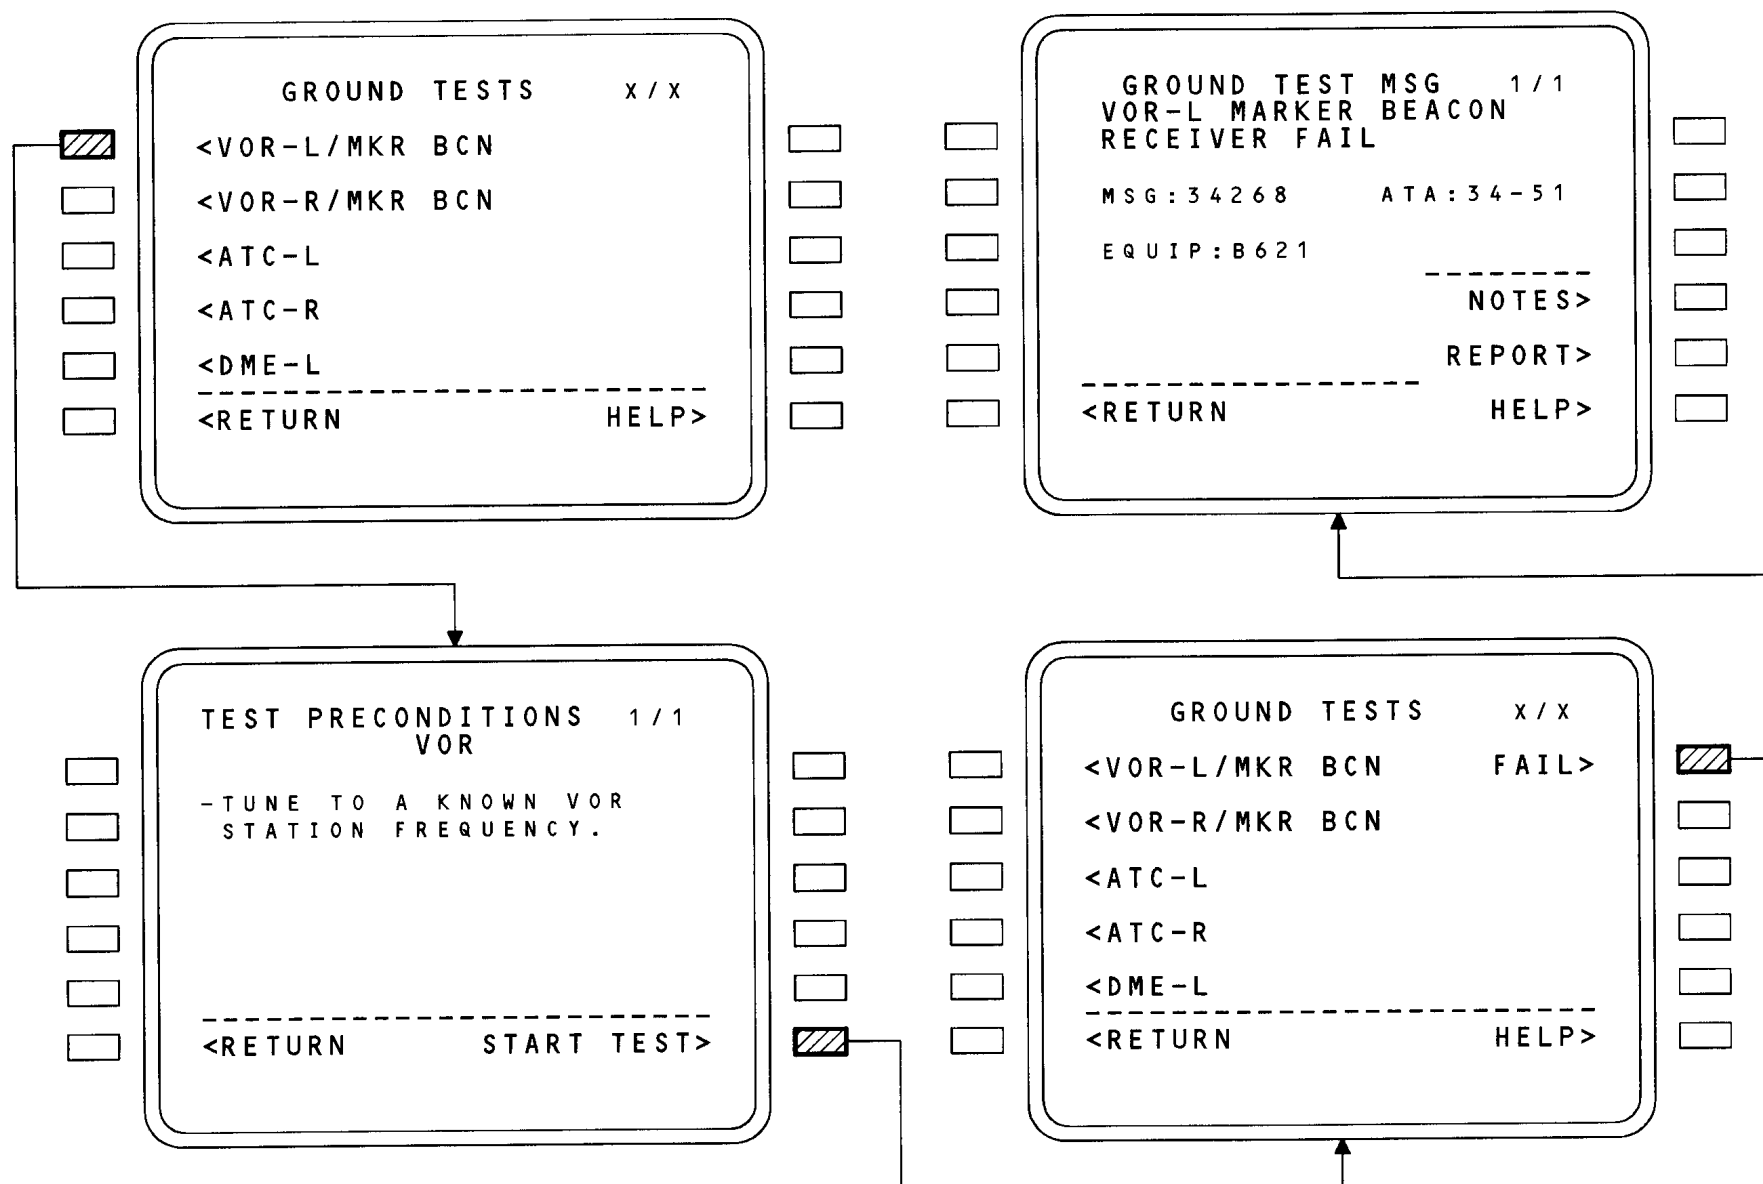 GROUND TESTS X/X
<VOR-L/MKR BCN
<VOR-R/MKR BCN
<ATC-L
<ATC-R
<DME-L
<RETURN HELP>
GROUND TEST MSG 1/1
VOR-L MARKER BEACON
RECEIVER FAIL
MSG:34268 ATA:34-51
EQUIP:B621
NOTES>
REPORT>
<RETURN HELP>
TEST PRECONDITIONS 1/1
VOR
-TUNE TO A KNOWN VOR
STATION FREQUENCY.
<RETURN START TEST>
GROUND TESTS X/X
<VOR-L/MKR BCN FAIL>
<VOR-R/MKR BCN
<ATC-L
<ATC-R
<DME-L
<RETURN HELP>